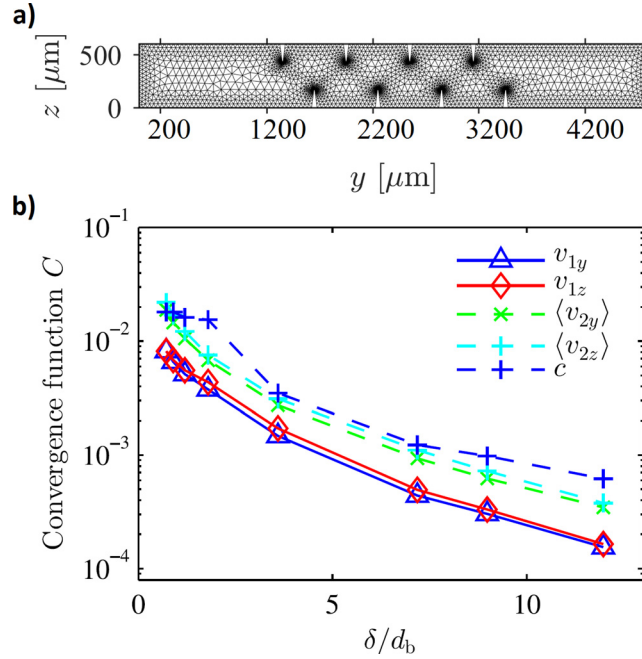 a)
z [μm]
500
0
200 1200 2200 3200 4200
y [μm]
b)
Convergence function C
10⁻¹
10⁻²
10⁻³
10⁻⁴
v₁y
v₁z
⟨v₂y⟩
⟨v₂z⟩
c
0 5 10
δ/d_b